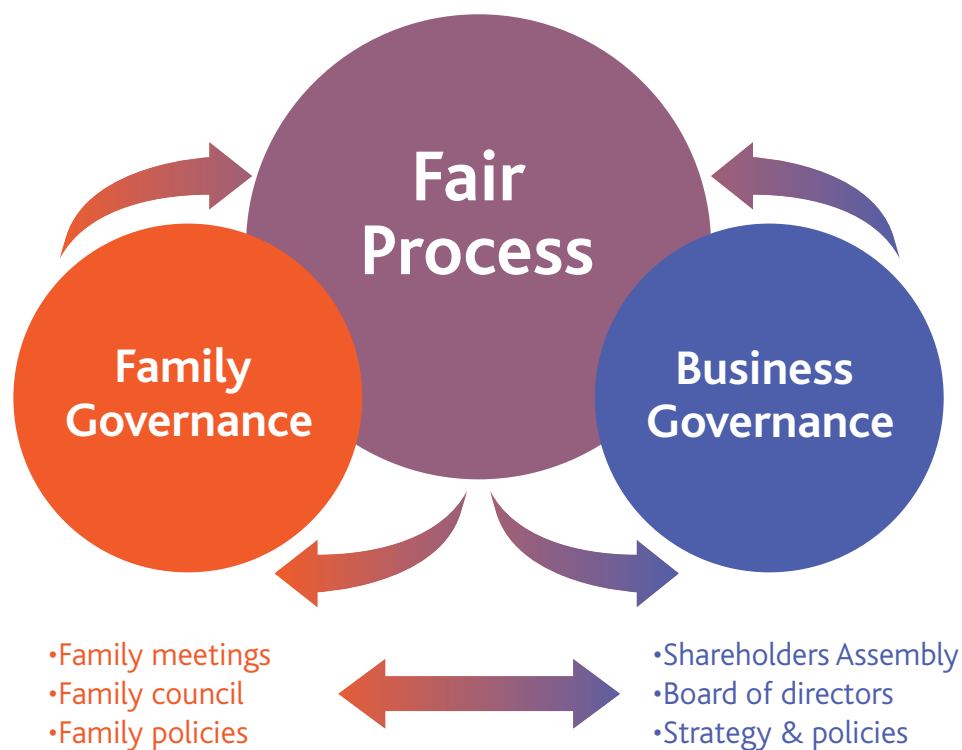 Fair
Process
Family
Governance
Business
Governance
•Family meetings
•Family council
•Family policies
•Shareholders Assembly
•Board of directors
•Strategy & policies